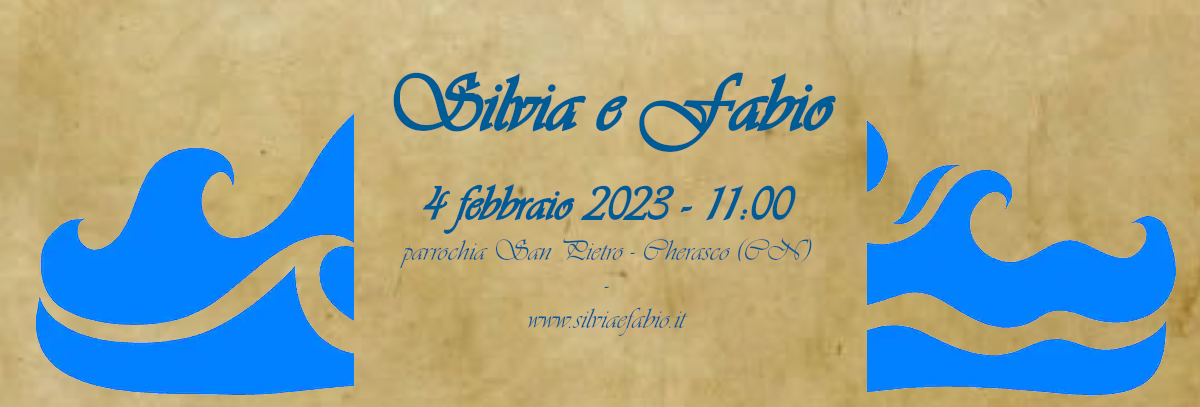 Silvia e Fabio
4 febbraio 2023 - 11:00
parrochia San Pietro - Cherasco (CN)
-
www.silviaefabio.it